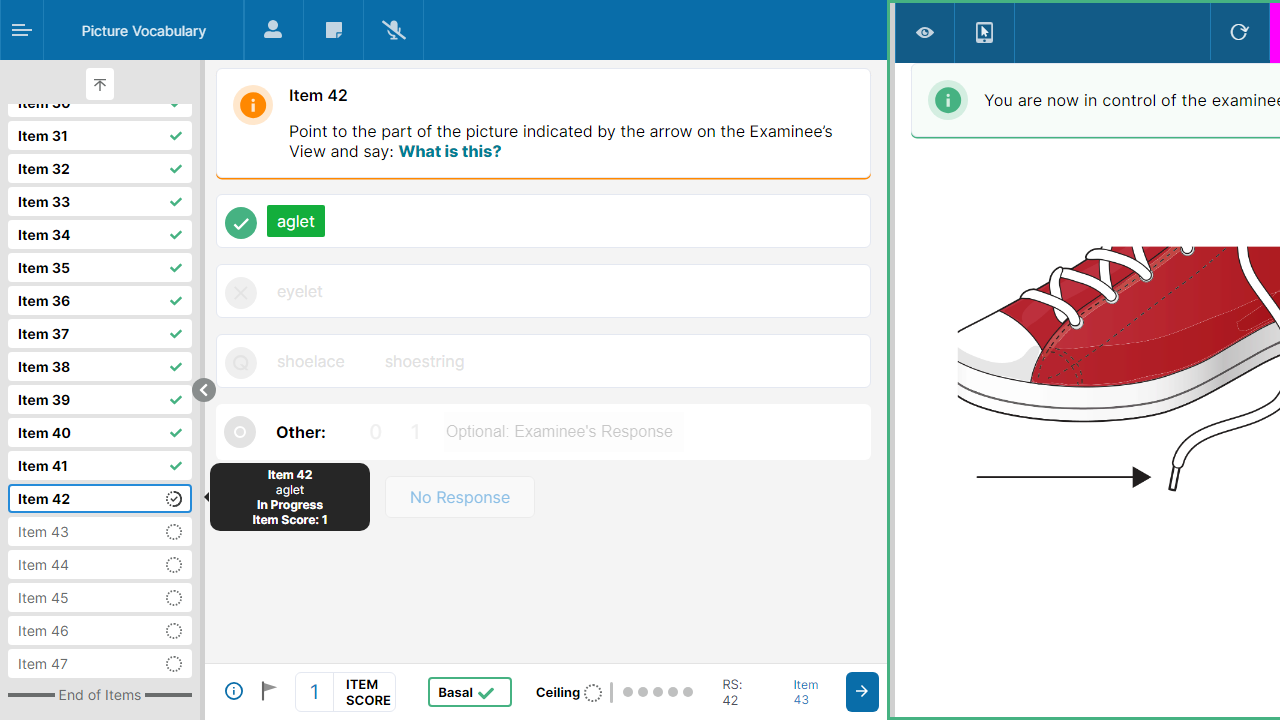 Picture Vocabulary
Item 30
Item 31
Item 32
Item 33
Item 34
Item 35
Item 36
Item 37
Item 38
Item 39
Item 40
Item 41
Item 42
Item 43
Item 44
Item 45
Item 46
Item 47
End of Items
Item 42
Point to the part of the picture indicated by the arrow on the Examinee’s
View and say: What is this?
aglet
eyelet
shoelace shoestring
Other: 0 1 Optional: Examinee's Response
Item 42
aglet
In Progress
Item Score: 1
No Response
1 ITEM
SCORE
Basal
Ceiling
RS:
42
Item
43
You are now in control of the examinee